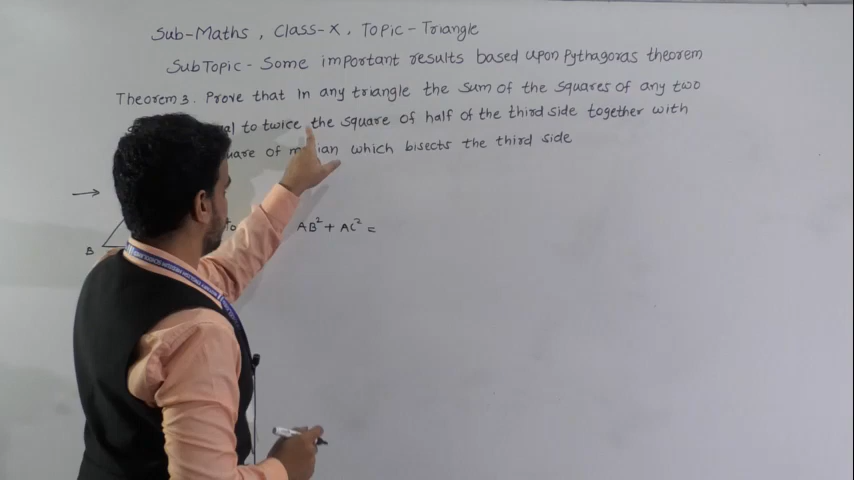 Sub-Maths, Class-X, Topic-Triangle
SubTopic - Some important results based upon Pythagoras theorem
Theorem 3. Prove that In any triangle the sum of the squares of any two
to twice the square of half of the third side together with
of which bisects the third side
B AB² + AC² =